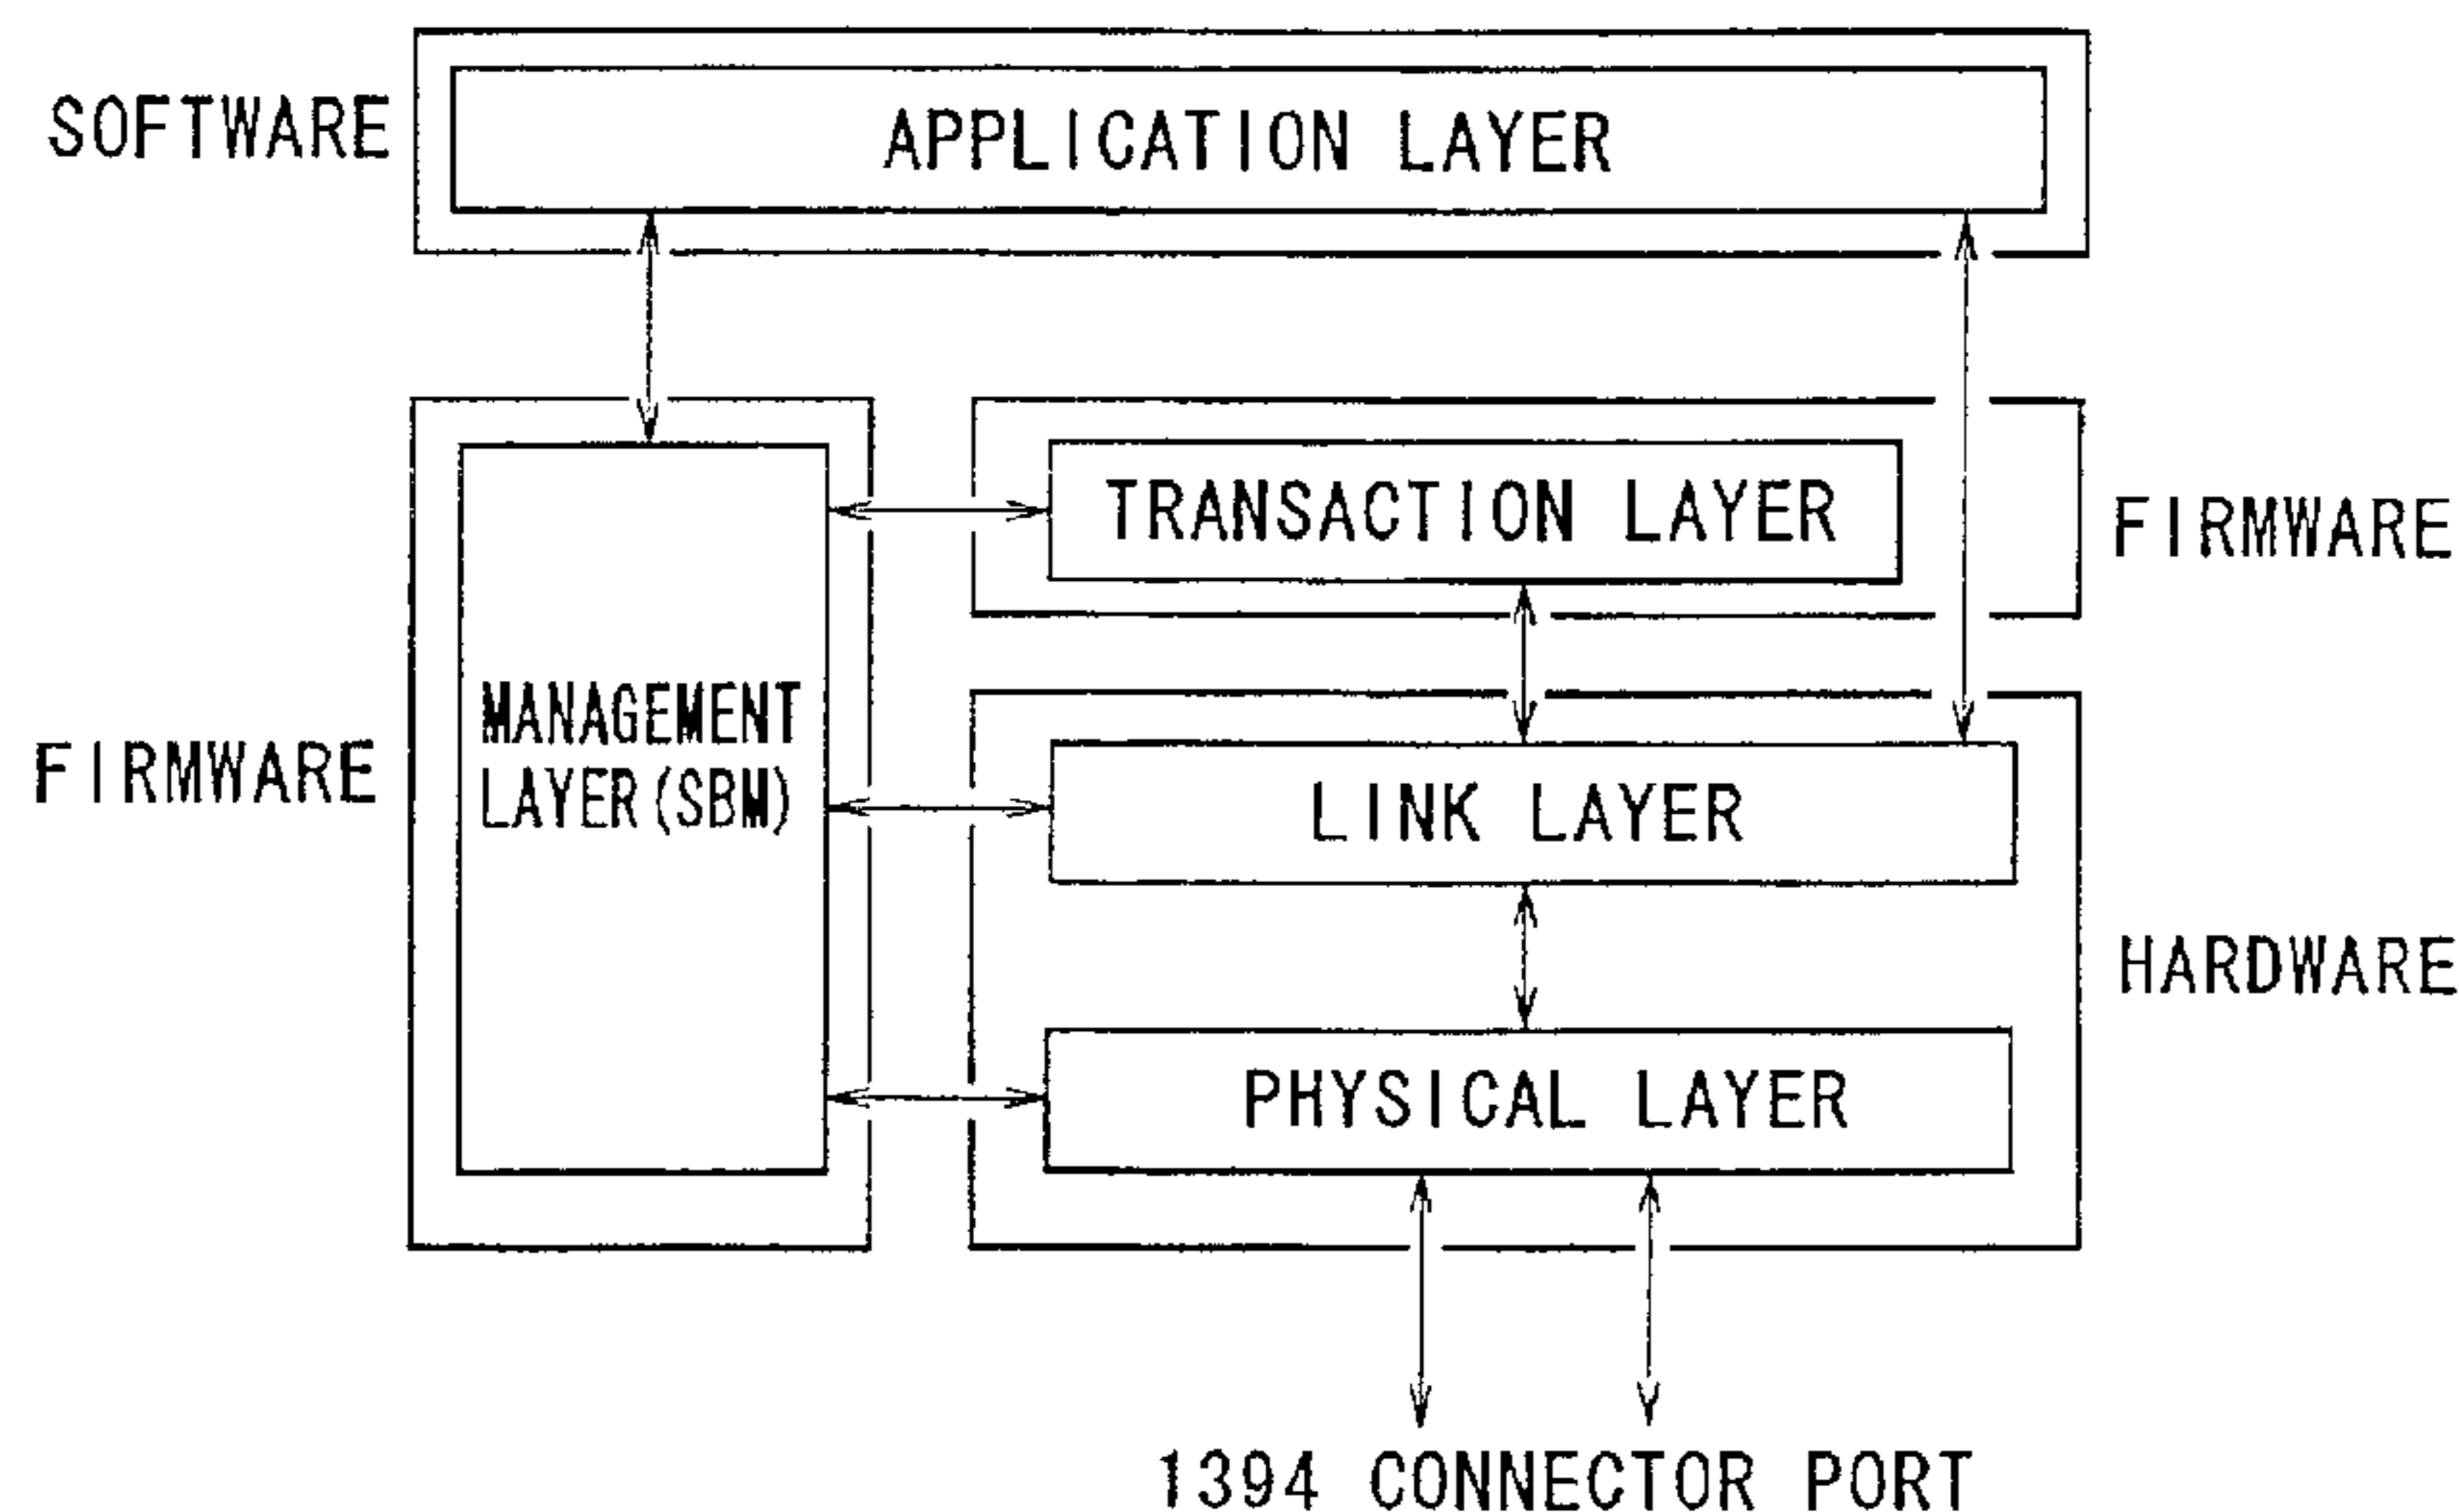 SOFTWARE
APPLICATION LAYER
TRANSACTION LAYER
FIRMWARE
FIRMWARE
MANAGEMENT
LAYER(SBM)
LINK LAYER
HARDWARE
PHYSICAL LAYER
1394 CONNECTOR PORT